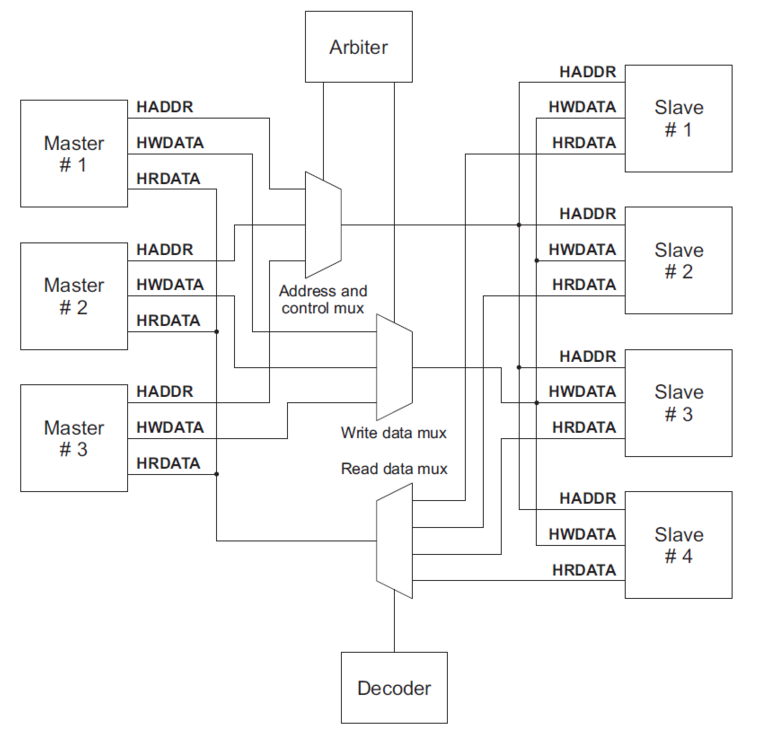 Arbiter
HADDR
Master
# 1
HWDATA
HRDATA
HADDR
Master
# 2
HWDATA
HRDATA
HADDR
Master
# 3
HWDATA
HRDATA
Address and
control mux
Write data mux
Read data mux
HADDR
HWDATA
HRDATA
Slave
# 1
HADDR
HWDATA
HRDATA
Slave
# 2
HADDR
HWDATA
HRDATA
Slave
# 3
HADDR
HWDATA
HRDATA
Slave
# 4
Decoder